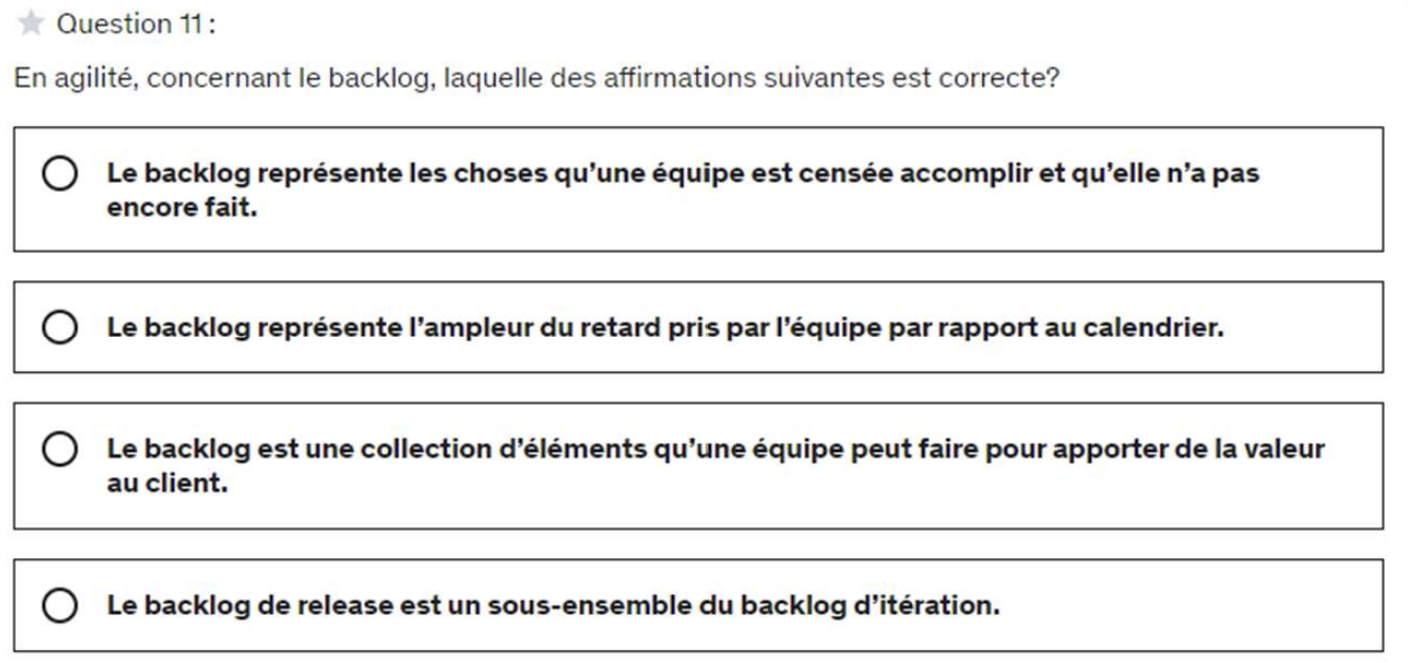 Question 11 :
En agilité, concernant le backlog, laquelle des affirmations suivantes est correcte?
Le backlog représente les choses qu’une équipe est censée accomplir et qu’elle n’a pas
encore fait.
Le backlog représente l’ampleur du retard pris par l’équipe par rapport au calendrier.
Le backlog est une collection d’éléments qu’une équipe peut faire pour apporter de la valeur
au client.
Le backlog de release est un sous-ensemble du backlog d’itération.